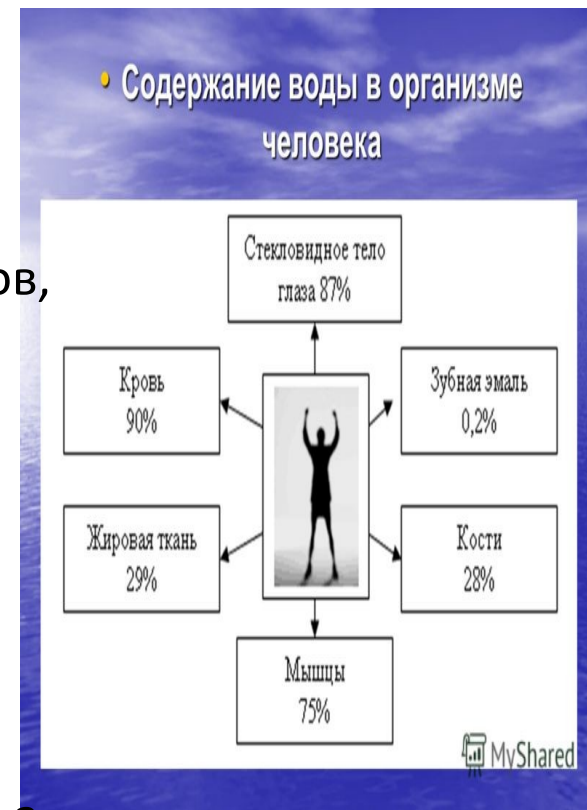 • Содержание воды в организме
человека
ов,
Стекловидное тело
глаза 87%
Кровь
90%
Зубная эмаль
0,2%
Жировая ткань
29%
Кости
28%
Мышцы
75%
MyShared